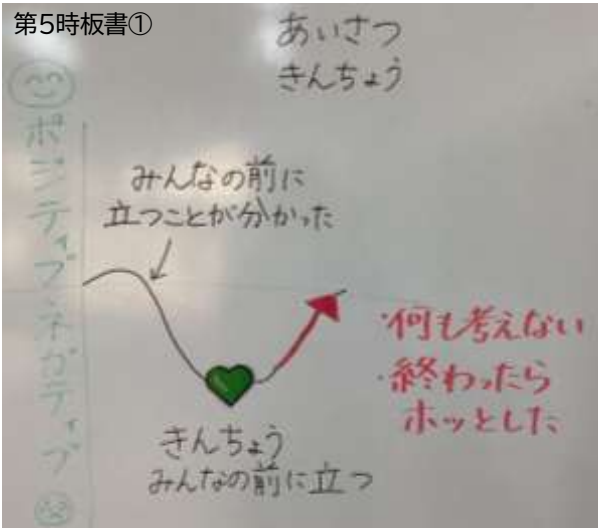 第5時板書①
あいさつ
きんちょう
ポジティブ
ネガティブ
みんなの前に
立つことが分かった
きんちょう
みんなの前に立つ
・何も考えない
・終わったら
ホッとした